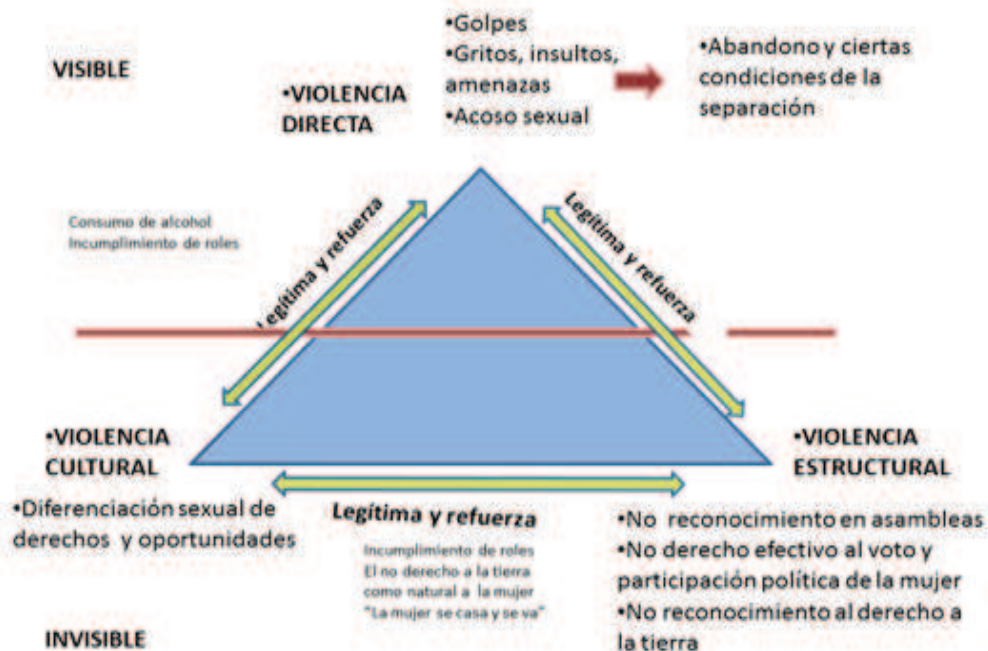 VISIBLE
•VIOLENCIA
DIRECTA
•Golpes
•Gritos, insultos,
amenazas
•Acoso sexual
•Abandono y ciertas
condiciones de la
separación
Consumo de alcohol
Incumplimiento de roles
Legítima y refuerza
Legítima y refuerza
•VIOLENCIA
CULTURAL
•Diferenciación sexual de
derechos y oportunidades
Legítima y refuerza
Incumplimiento de roles
El no derecho a la tierra
como natural a la mujer
"La mujer se casa y se va"
•VIOLENCIA
ESTRUCTURAL
•No reconocimiento en asambleas
•No derecho efectivo al voto y
participación política de la mujer
•No reconocimiento al derecho a
la tierra
INVISIBLE